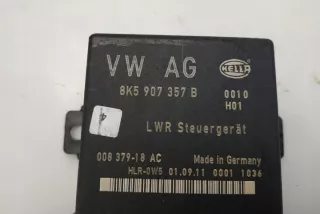 VW AG
HELLA
8K5 907 357 B
0010
H01
LWR Steuergerät
008 379-18 AC
Made in Germany
HLR-0W5 01.09.11 0001 1036